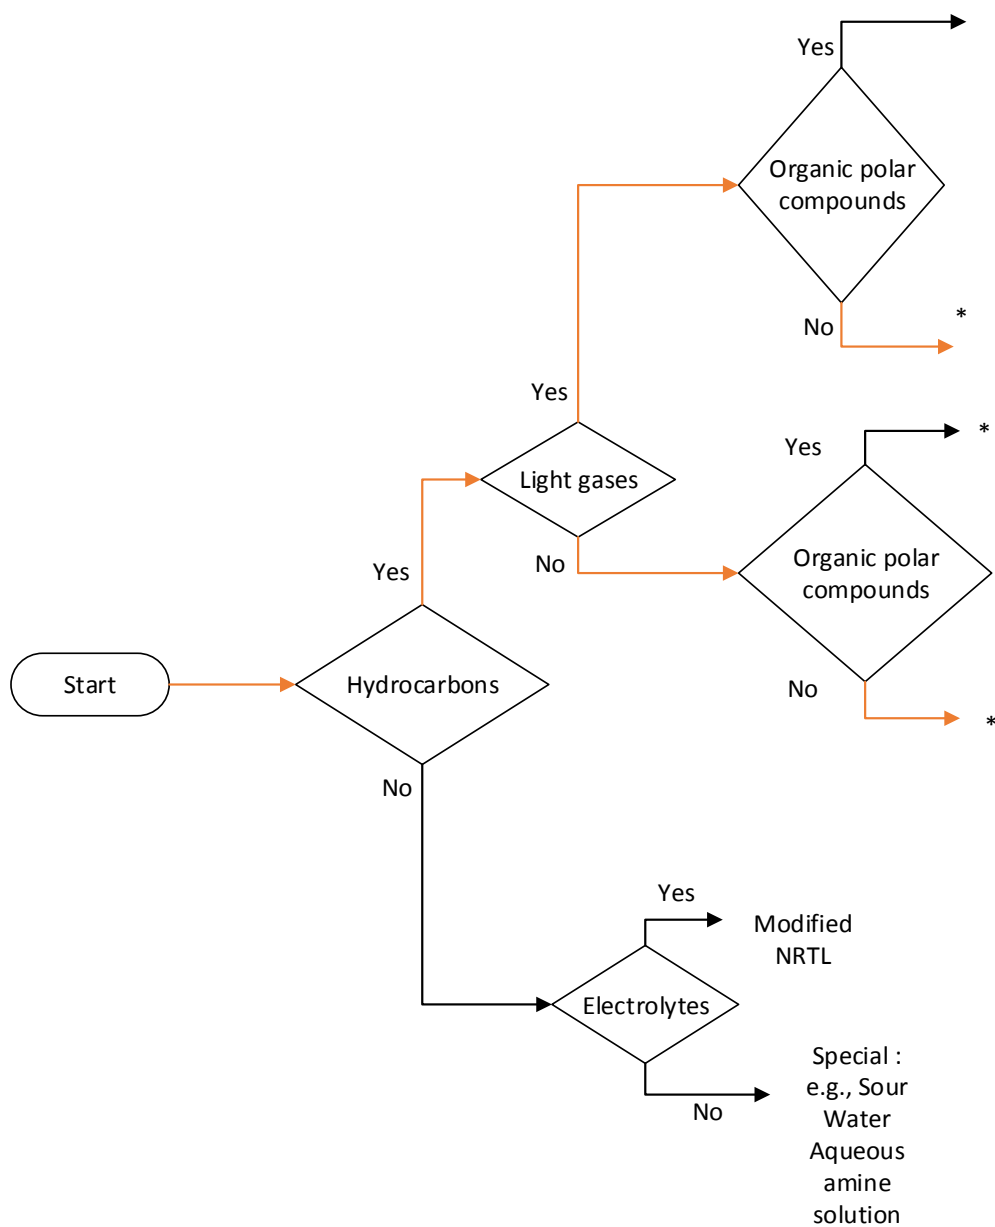 Yes
Organic polar
compounds
No
*
Yes
Light gases
No
Yes
*
Organic polar
compounds
No
*
Yes
Start
Hydrocarbons
No
Yes
Modified
NRTL
Electrolytes
No
Special :
e.g., Sour
Water
Aqueous
amine
solution